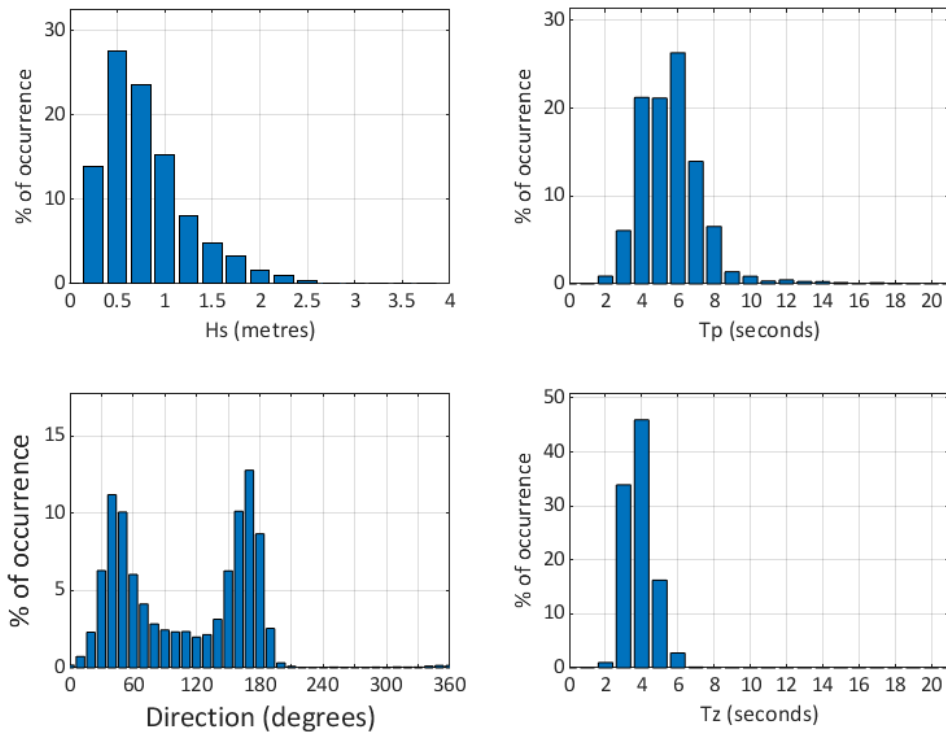 % of occurrence
30
20
10
0
0 0.5 1 1.5 2 2.5 3 3.5 4
Hs (metres)
% of occurrence
30
20
10
0
0 2 4 6 8 10 12 14 16 18 20
Tp (seconds)
% of occurrence
15
10
5
0
0 60 120 180 240 300 360
Direction (degrees)
% of occurrence
50
40
30
20
10
0
0 2 4 6 8 10 12 14 16 18 20
Tz (seconds)